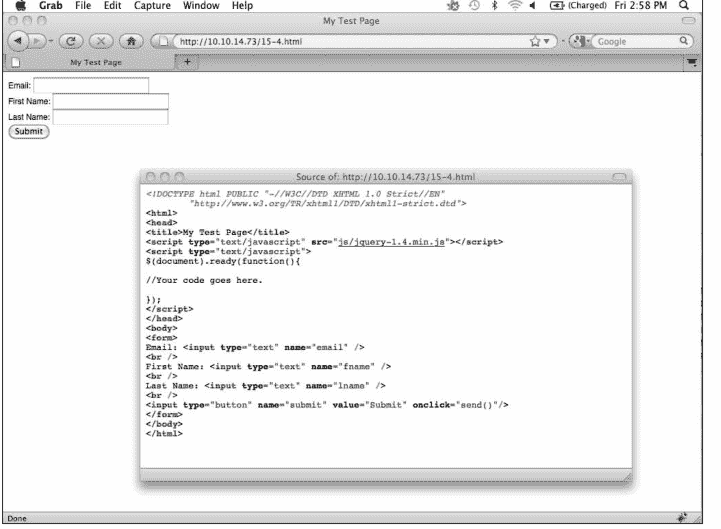 Grab File Edit Capture Window Help (Charged) Fri 2:58 PM
My Test Page
http://10.10.14.73/15-4.html Google
My Test Page +
Email:
First Name:
Last Name:
Submit
Source of: http://10.10.14.73/15-4.html
<!DOCTYPE html PUBLIC "-//W3C//DTD XHTML 1.0 Strict//EN"
"http://www.w3.org/TR/xhtml1/DTD/xhtml1-strict.dtd">
<html>
<head>
<title>My Test Page</title>
<script type="text/javascript" src="js/jquery-1.4.min.js"></script>
<script type="text/javascript">
$(document).ready(function(){
//Your code goes here.
});
</script>
</head>
<body>
<form>
Email: <input type="text" name="email" />
<br />
First Name: <input type="text" name="fname" />
<br />
Last Name: <input type="text" name="lname" />
<br />
<input type="button" name="submit" value="Submit" onclick="send()"/>
</form>
</body>
</html>
Done